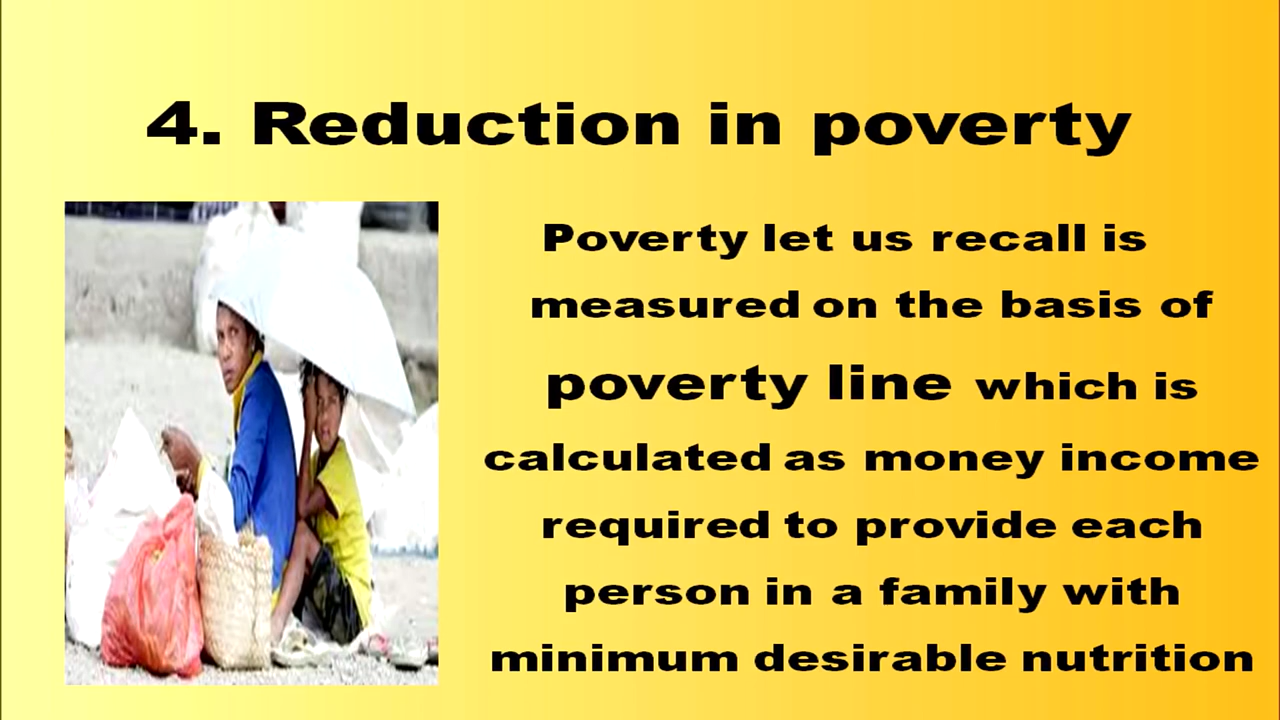 4. Reduction in poverty
Poverty let us recall is
measured on the basis of
poverty line which is
calculated as money income
required to provide each
person in a family with
minimum desirable nutrition